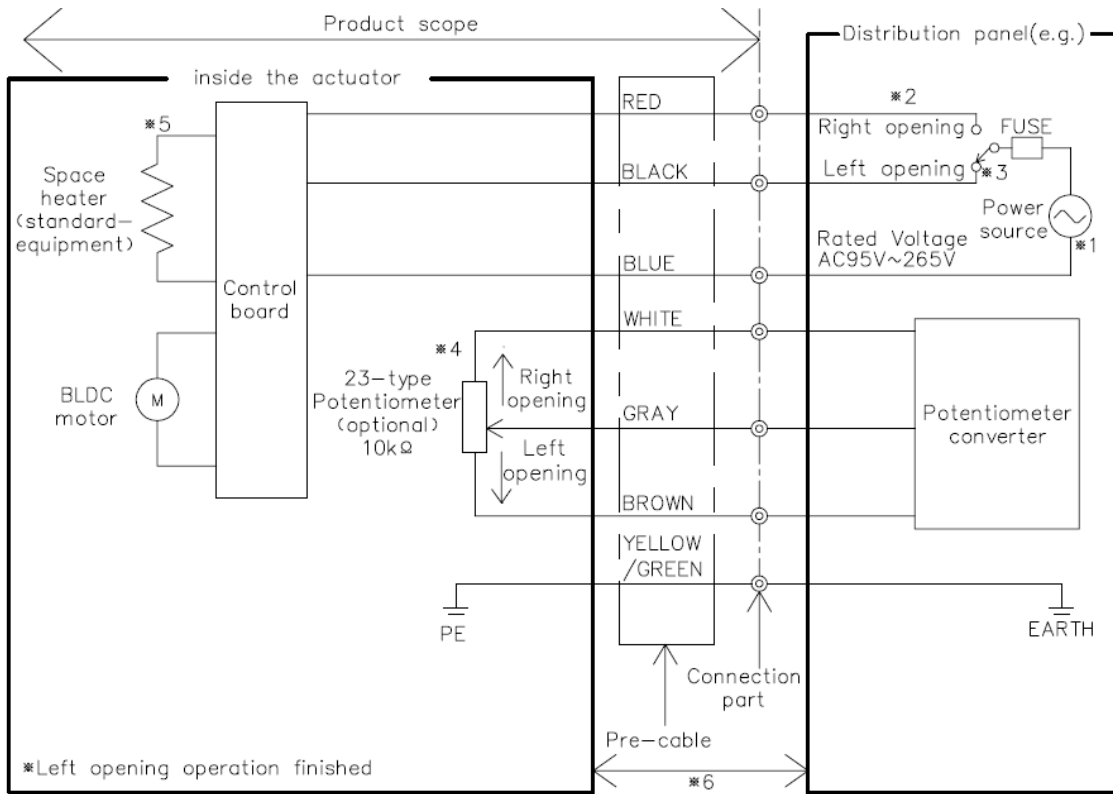 Product scope
Distribution panel(e.g.)
inside the actuator
RED
※2
Right opening
FUSE
※5
BLACK
Left opening
※3
Space
heater
(standard-
equipment)
Power
source
※1
BLUE
Rated Voltage
AC95V~265V
Control
board
WHITE
※4
23-type
Potentiometer
(optional)
10kΩ
Right
opening
GRAY
Left
opening
BLDC
motor
M
Potentiometer
converter
BROWN
YELLOW
/GREEN
PE
EARTH
Connection
part
Pre-cable
※Left opening operation finished
※6